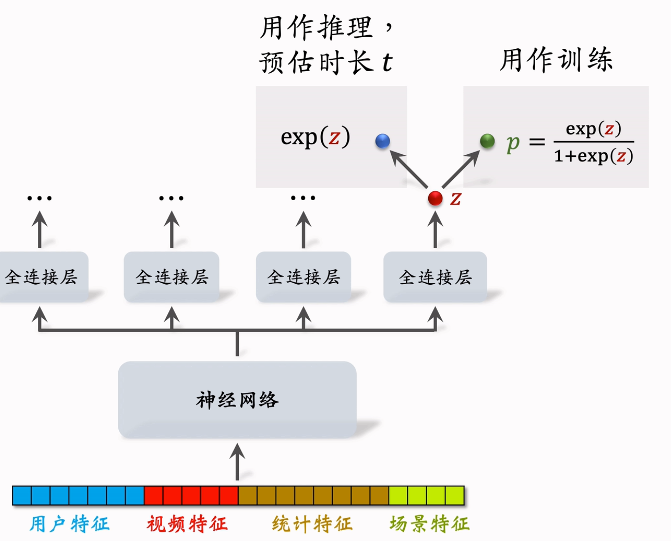 用作推理，
预估时长 t
用作训练
exp(z)
p = exp(z) / 1+exp(z)
z
... ... ...
全连接层 全连接层 全连接层 全连接层
神经网络
用户特征 视频特征 统计特征 场景特征